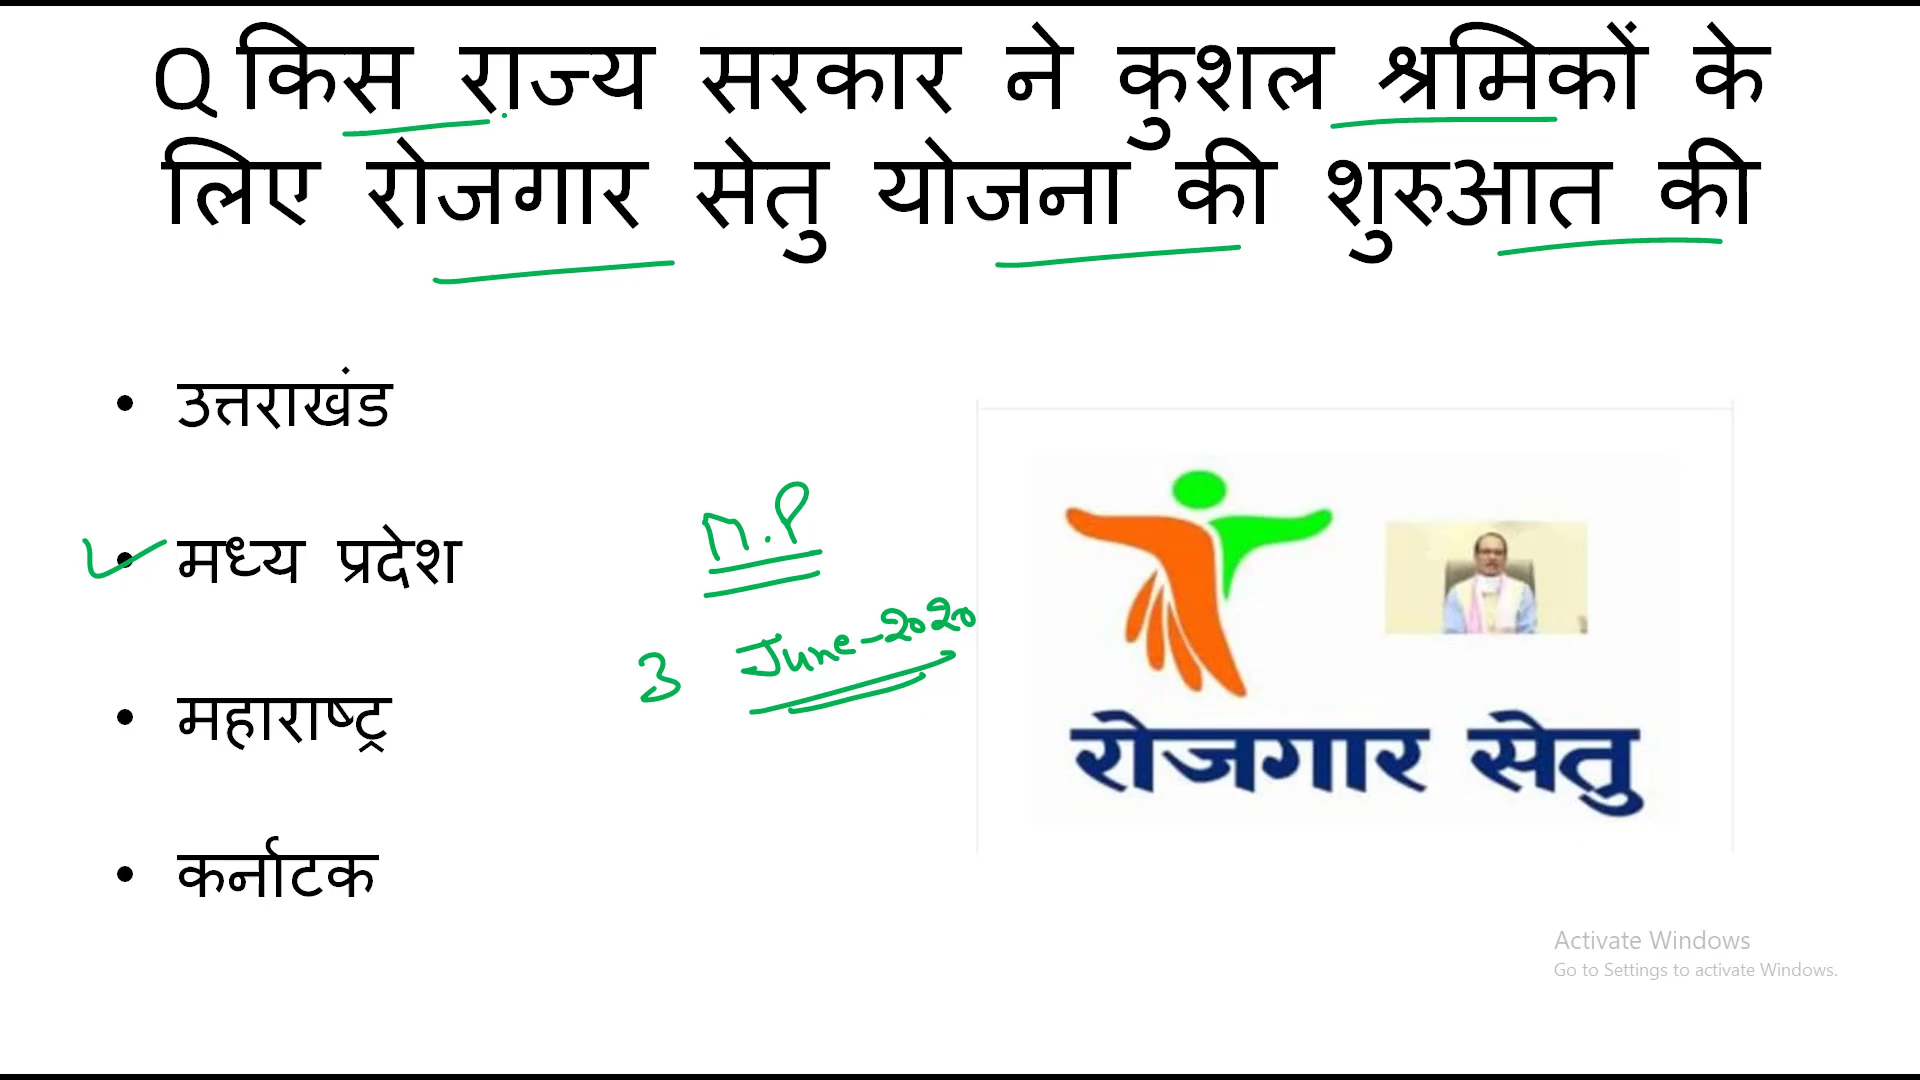 Q किस राज्य सरकार ने कुशल श्रमिकों के
लिए रोजगार सेतु योजना की शुरुआत की
• उत्तराखंड
• मध्य प्रदेश
• महाराष्ट्र
• कर्नाटक
M.P
3 June-2020
रोजगार सेतु
Activate Windows
Go to Settings to activate Windows.